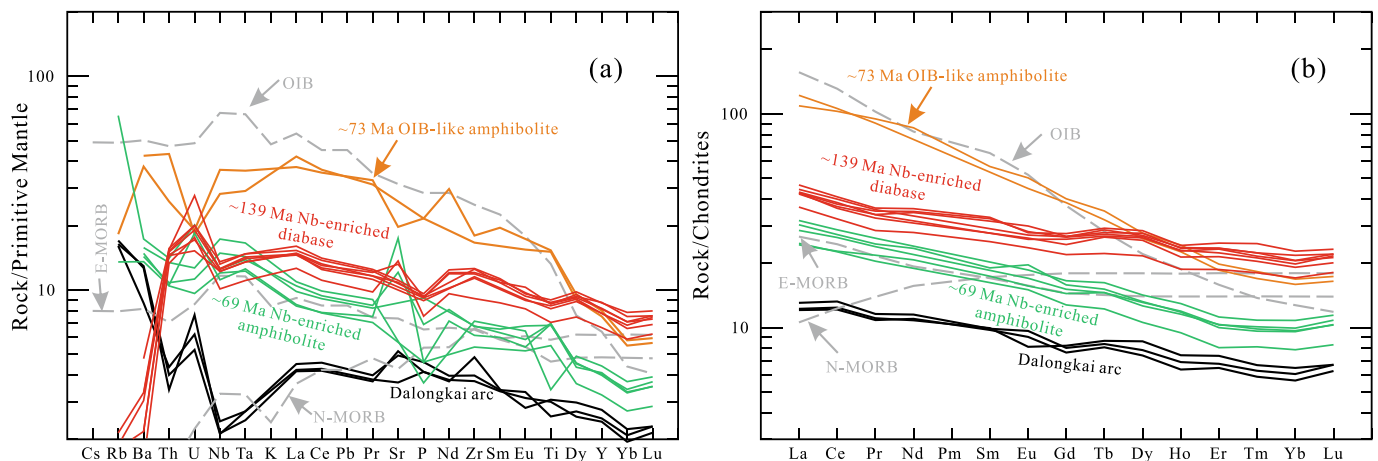 (a)
100
10
Rock/Primitive Mantle
OIB
~73 Ma OIB-like amphibolite
~139 Ma Nb-enriched
diabase
E-MORB
~69 Ma Nb-enriched
amphibolite
Dalongkai arc
N-MORB
Cs Rb Ba Th U Nb Ta K La Ce Pb Pr Sr P Nd Zr Sm Eu Ti Dy Y Yb Lu
(b)
100
10
Rock/Chondrites
~73 Ma OIB-like amphibolite
OIB
~139 Ma Nb-enriched
diabase
E-MORB
~69 Ma Nb-enriched
amphibolite
N-MORB
Dalongkai arc
La Ce Pr Nd Pm Sm Eu Gd Tb Dy Ho Er Tm Yb Lu